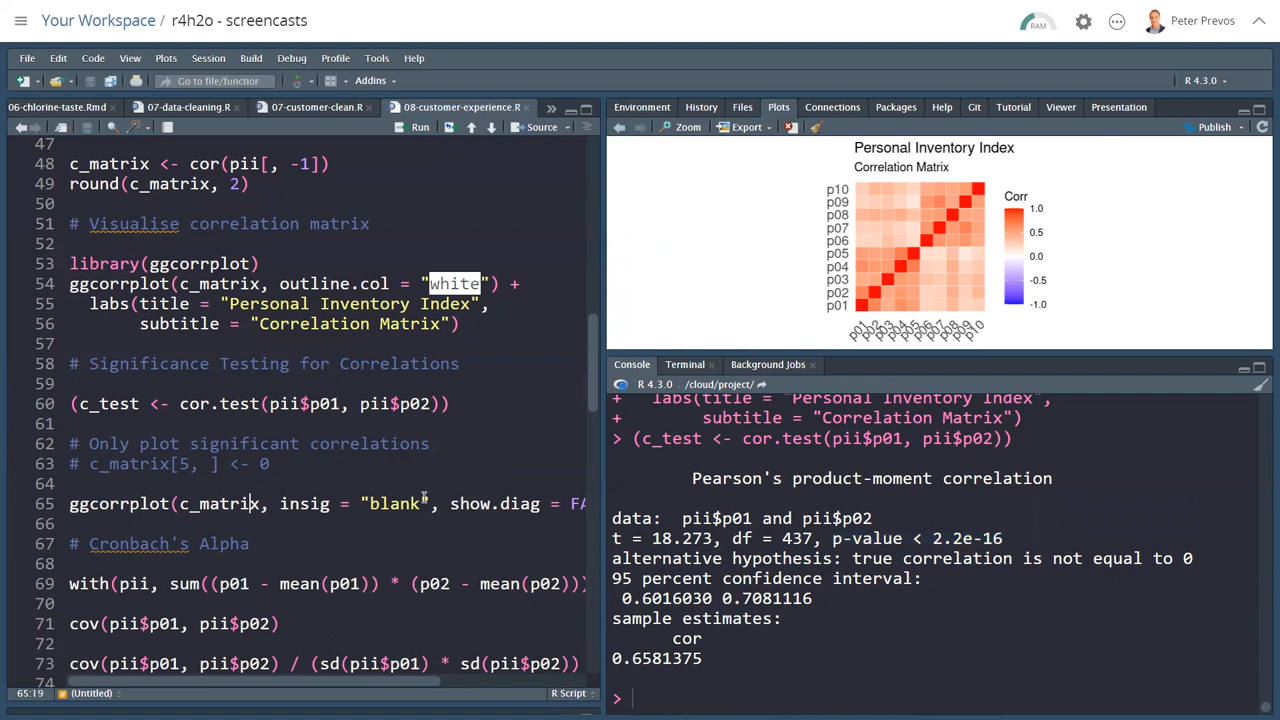 Your Workspace / r4h2o - screencasts
RAM
Peter Prevos
File Edit Code View Plots Session Build Debug Profile Tools Help
Go to file/function
Addins
R 4.3.0
06-chlorine-taste.Rmd
07-data-cleaning.R
07-customer-clean.R
08-customer-experience.R
Run
Source
47
48 c_matrix <- cor(pii[, -1])
49 round(c_matrix, 2)
50
51 # Visualise correlation matrix
52
53 library(ggcorrplot)
54 ggcorrplot(c_matrix, outline.col = "white") +
55 labs(title = "Personal Inventory Index",
56 subtitle = "Correlation Matrix")
57
58 # Significance Testing for Correlations
59
60 (c_test <- cor.test(pii$p01, pii$p02))
61
62 # Only plot significant correlations
63 # c_matrix[5, ] <- 0
64
65 ggcorrplot(c_matrix, insig = "blank", show.diag = FA
66
67 # Cronbach's Alpha
68
69 with(pii, sum((p01 - mean(p01)) * (p02 - mean(p02)))
70
71 cov(pii$p01, pii$p02)
72
73 cov(pii$p01, pii$p02) / (sd(pii$p01) * sd(pii$p02))
74
65:19 # (Untitled) R Script
Environment History Files Plots Connections Packages Help Git Tutorial Viewer Presentation
Zoom Export Publish
Personal Inventory Index
Correlation Matrix
p10
p09
p08
p07
p06
p05
p04
p03
p02
p01
p01 p02 p03 p04 p05 p06 p07 p08 p09 p10
Corr
1.0
0.5
0.0
-0.5
-1.0
Console Terminal Background Jobs
R 4.3.0 . /cloud/project/
+ labs(title = "Personal Inventory Index",
+ subtitle = "Correlation Matrix")
> (c_test <- cor.test(pii$p01, pii$p02))
Pearson's product-moment correlation
data: pii$p01 and pii$p02
t = 18.273, df = 437, p-value < 2.2e-16
alternative hypothesis: true correlation is not equal to 0
95 percent confidence interval:
0.6016030 0.7081116
sample estimates:
cor
0.6581375
>